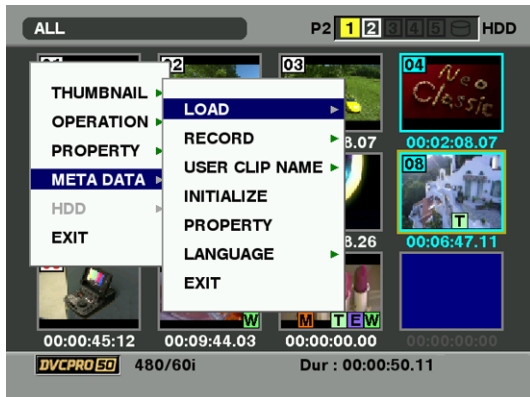 ALL P2 1 2 3 4 5 HDD
02 03 04
Neo
Classic
THUMBNAIL
OPERATION
PROPERTY
META DATA
HDD
EXIT
LOAD
RECORD
USER CLIP NAME
INITIALIZE
PROPERTY
LANGUAGE
EXIT
8.07 00:02:08.07
08
T
8.26 00:06:47.11
W M T E W
00:00:45:12 00:09:44.03 00:00:00.00 00:00:00.00
DVCPRO 50 480/60i Dur : 00:00:50.11